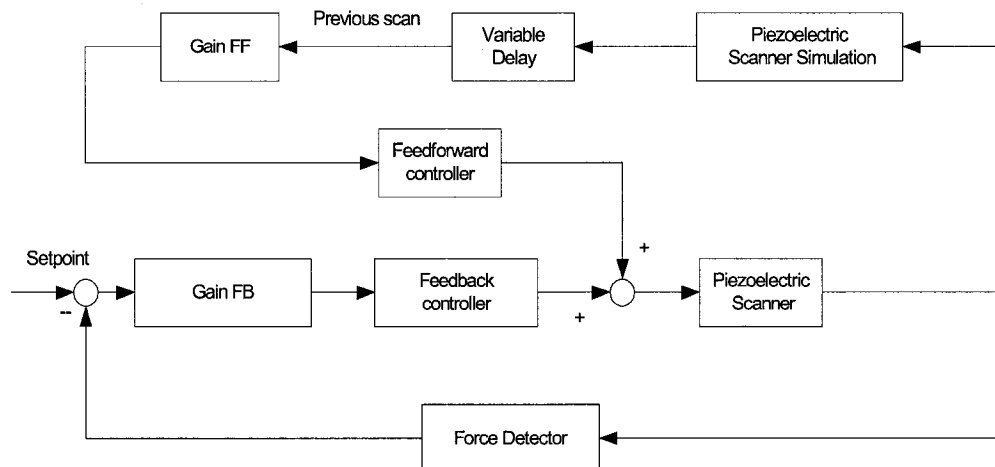 Previous scan
Gain FF
Variable
Delay
Piezoelectric
Scanner Simulation
Feedforward
controller
+
Setpoint
--
Gain FB
Feedback
controller
+
Piezoelectric
Scanner
Force Detector